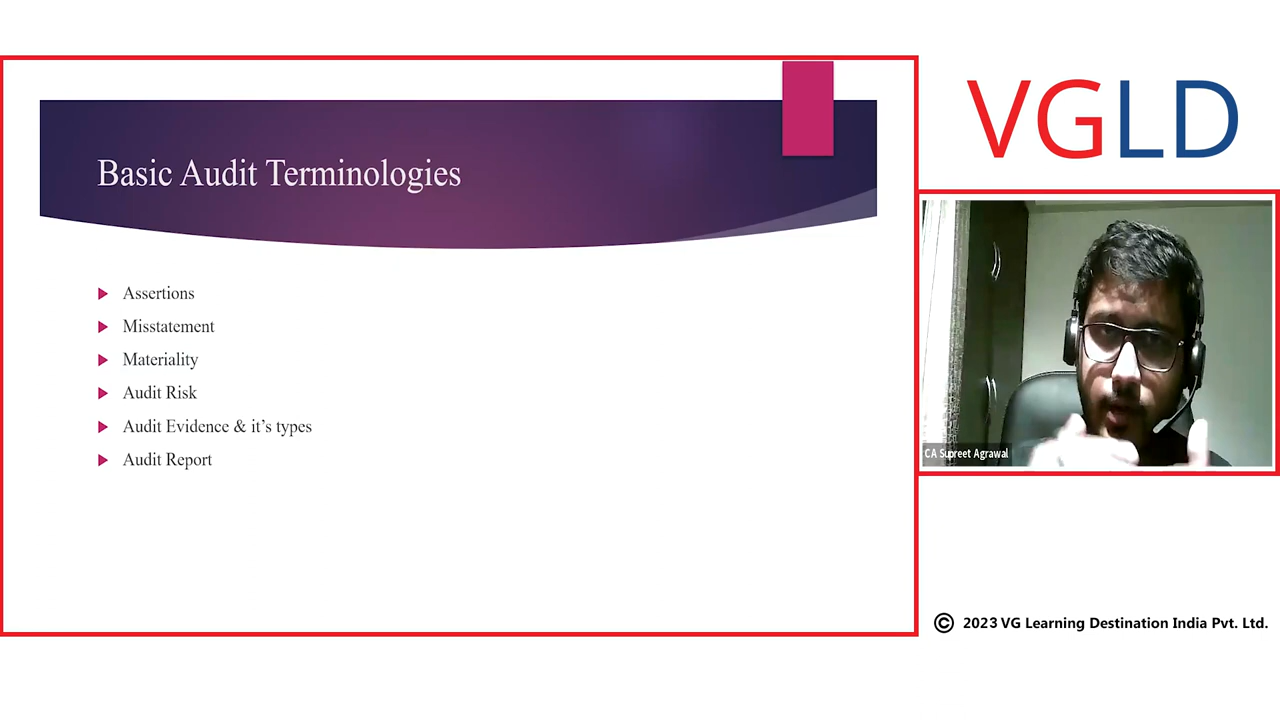 Basic Audit Terminologies
Assertions
Misstatement
Materiality
Audit Risk
Audit Evidence & it's types
Audit Report
VGLD
CA Supreet Agrawal
© 2023 VG Learning Destination India Pvt. Ltd.